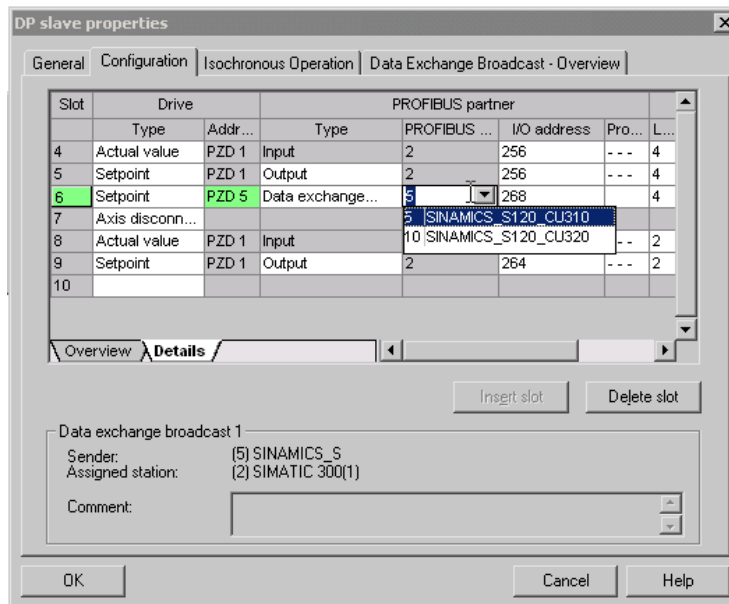 DP slave properties
General Configuration Isochronous Operation Data Exchange Broadcast - Overview
Slot Drive PROFIBUS partner
Type Addr... Type PROFIBUS ... I/O address Pro... L...
4 Actual value PZD 1 Input 2 256 - - - 4
5 Setpoint PZD 1 Output 2 256 - - - 4
6 Setpoint PZD 5 Data exchange... 5 268 4
7 Axis disconn... 5 SINAMICS_S120_CU310
8 Actual value PZD 1 Input 10 SINAMICS_S120_CU320 - - - 2
9 Setpoint PZD 1 Output 2 264 - - - 2
10
Overview Details
Insert slot Delete slot
Data exchange broadcast 1
Sender: (5) SINAMICS_S
Assigned station: (2) SIMATIC 300(1)
Comment:
OK Cancel Help